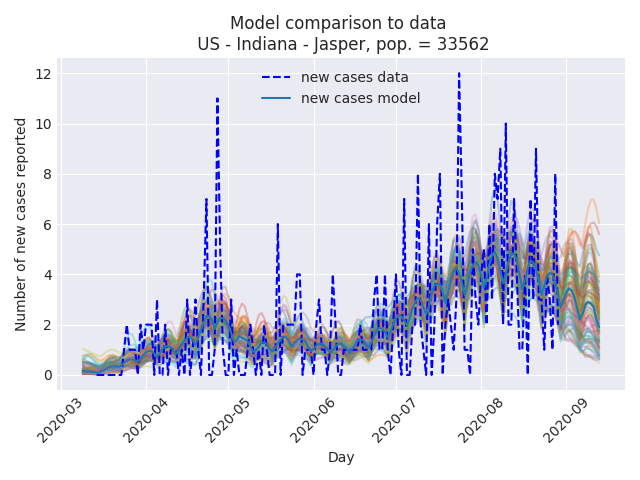 Model comparison to data
US - Indiana - Jasper, pop. = 33562
new cases data
new cases model
Number of new cases reported
12
10
8
6
4
2
0
2020-03
2020-04
2020-05
2020-06
2020-07
2020-08
2020-09
Day